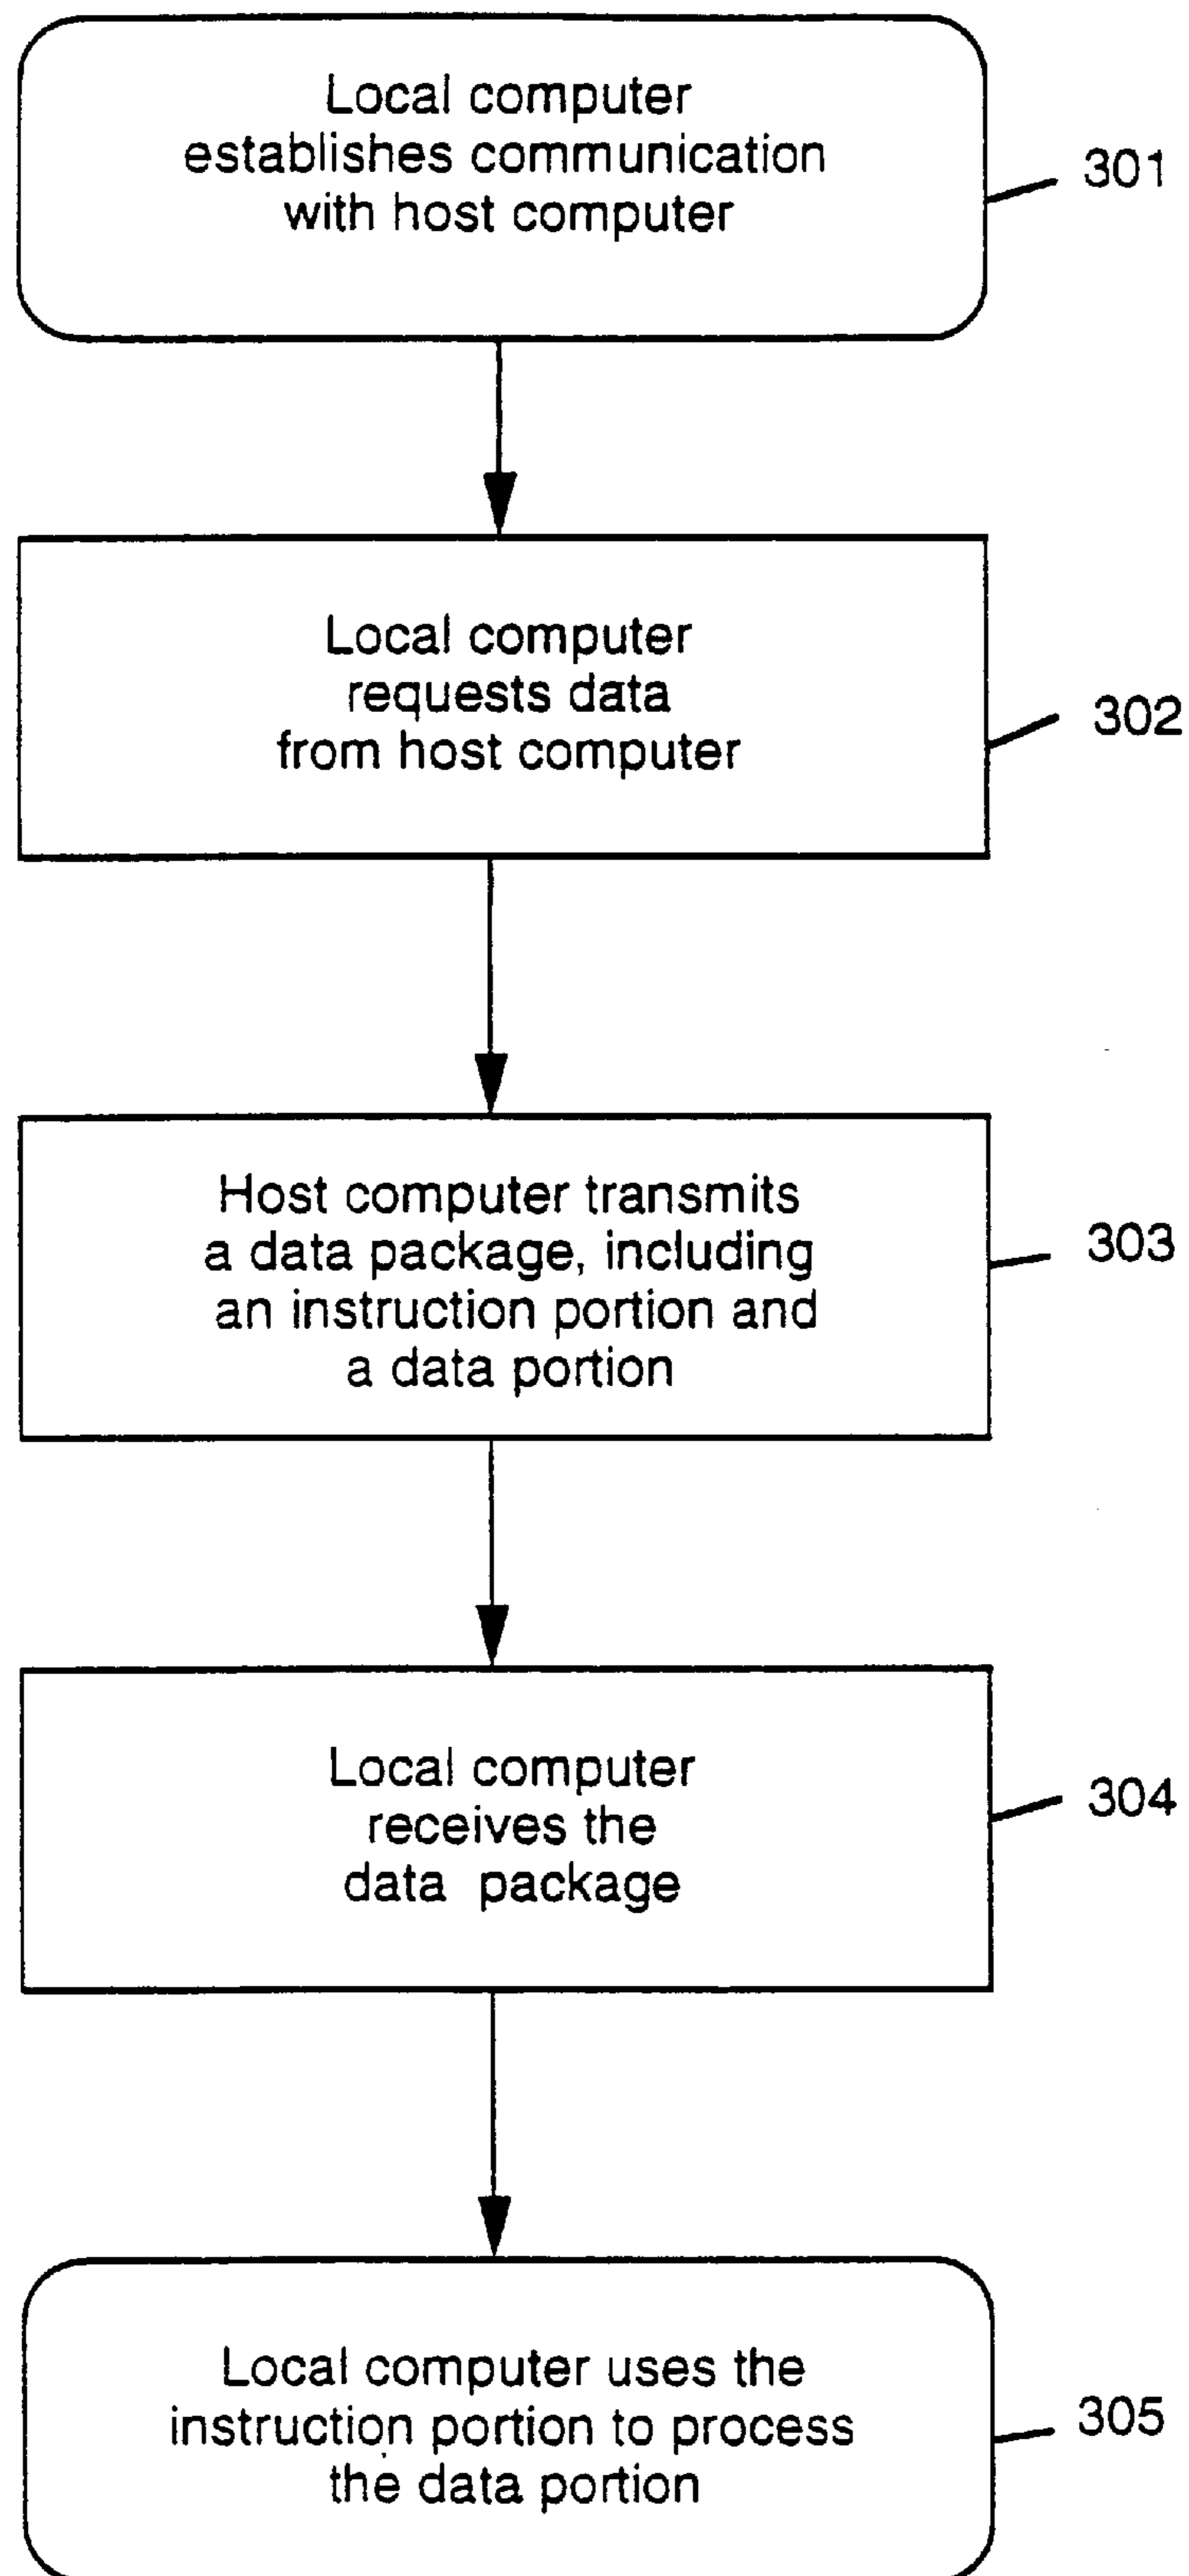 Local computer
establishes communication
with host computer
301
Local computer
requests data
from host computer
302
Host computer transmits
a data package, including
an instruction portion and
a data portion
303
Local computer
receives the
data package
304
Local computer uses the
instruction portion to process
the data portion
305